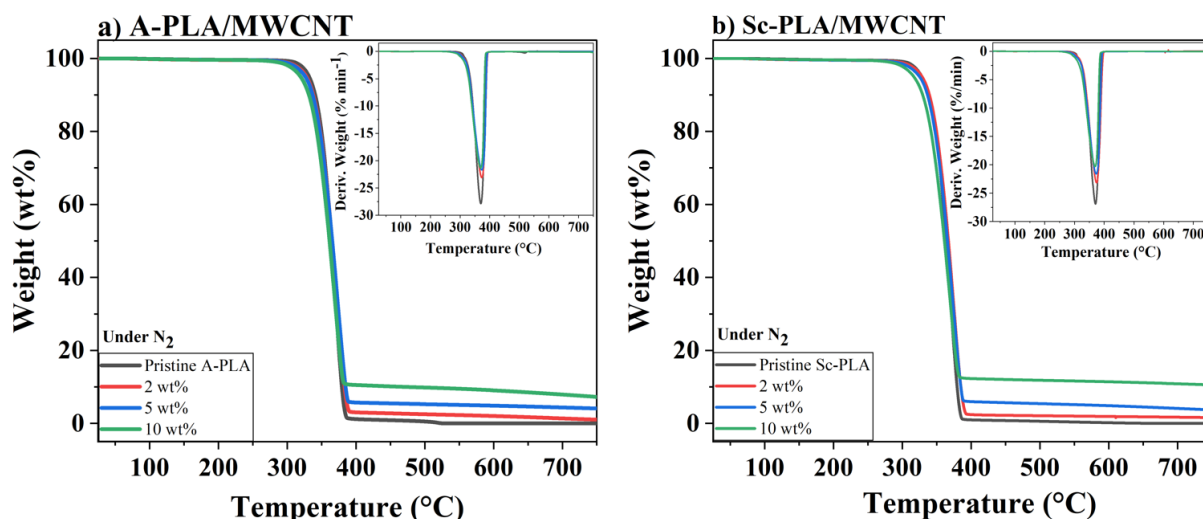 a) A-PLA/MWCNT
Weight (wt%)
100
80
60
40
20
0
100 200 300 400 500 600 700
Temperature (°C)
Under N2
Pristine A-PLA
2 wt%
5 wt%
10 wt%
Deriv. Weight (% min-1)
0
-5
-10
-15
-20
-25
-30
100 200 300 400 500 600 700
Temperature (°C)
b) Sc-PLA/MWCNT
Weight (wt%)
100
80
60
40
20
0
100 200 300 400 500 600 700
Temperature (°C)
Under N2
Pristine Sc-PLA
2 wt%
5 wt%
10 wt%
Deriv. Weight (%/min)
0
-5
-10
-15
-20
-25
-30
100 200 300 400 500 600 700
Temperature (°C)